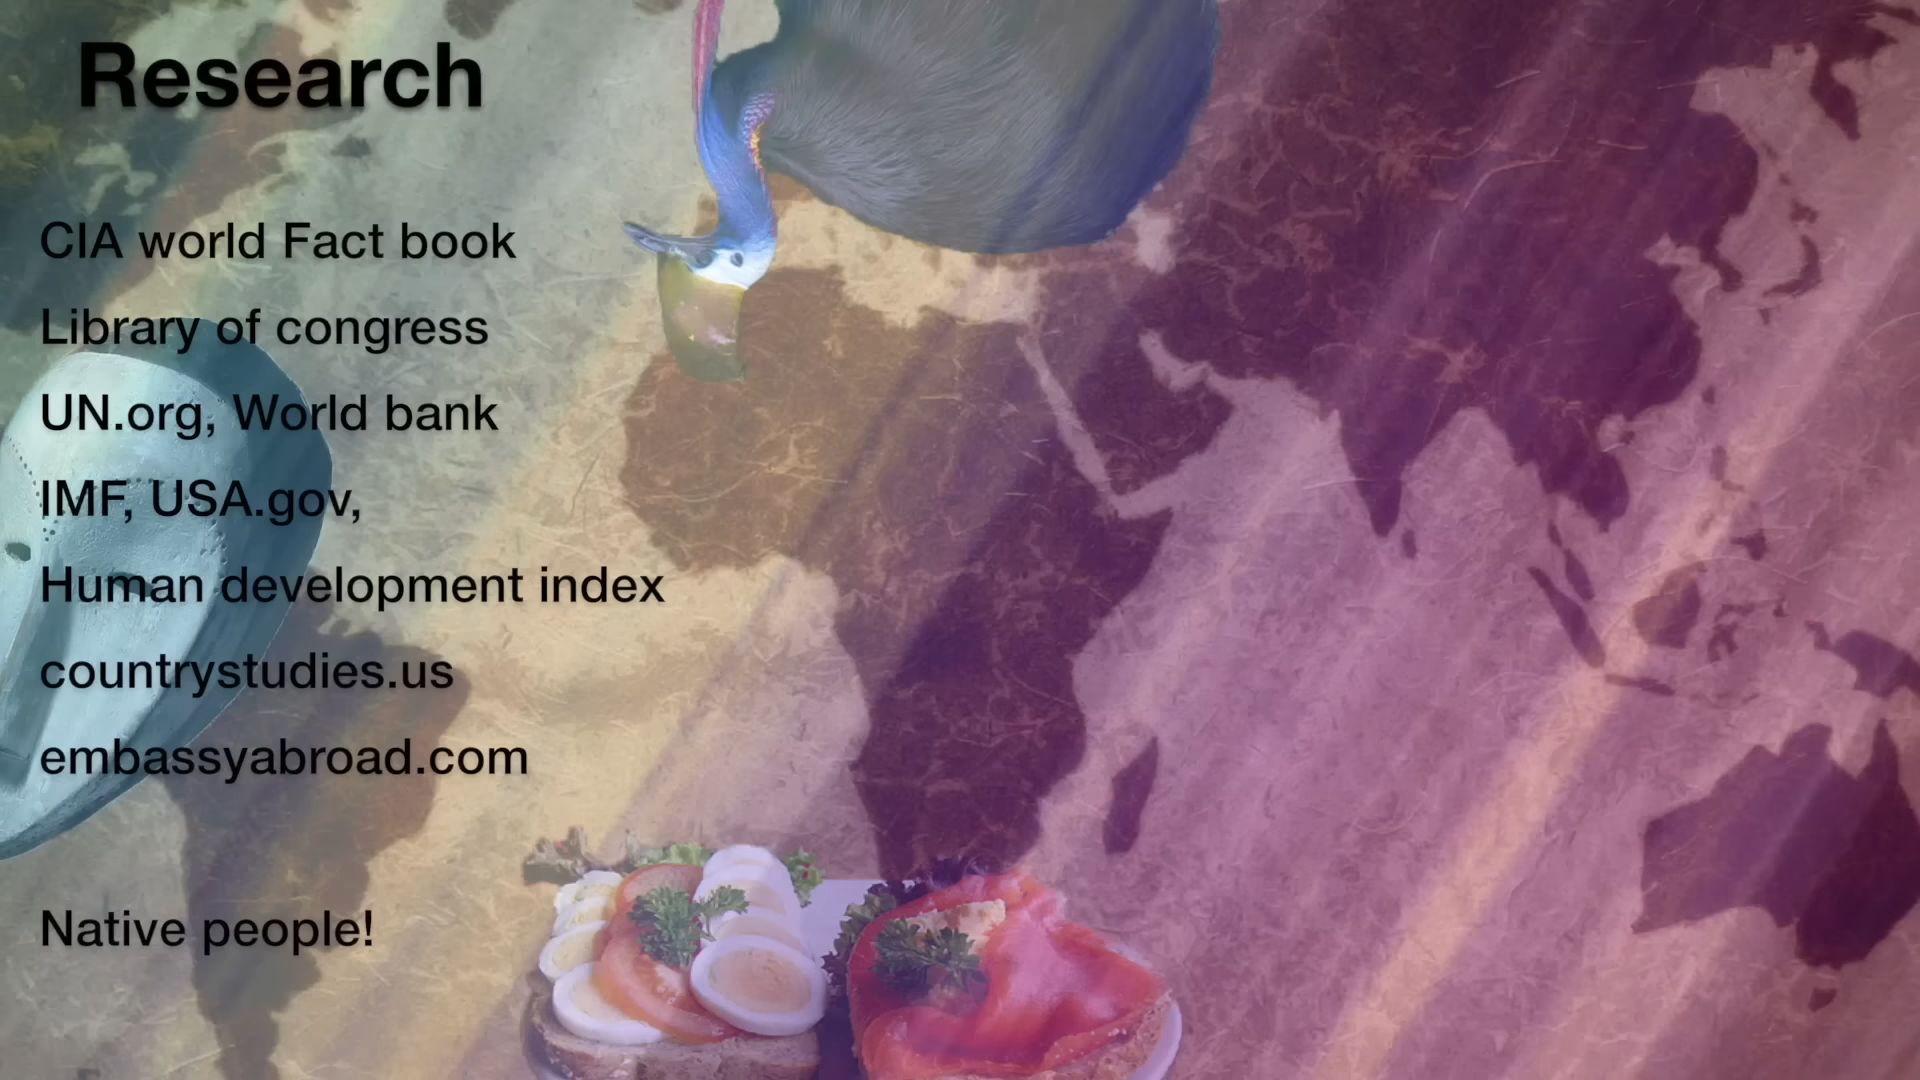 Research
CIA world Fact book
Library of congress
UN.org, World bank
IMF, USA.gov,
Human development index
countrystudies.us
embassyabroad.com
Native people!